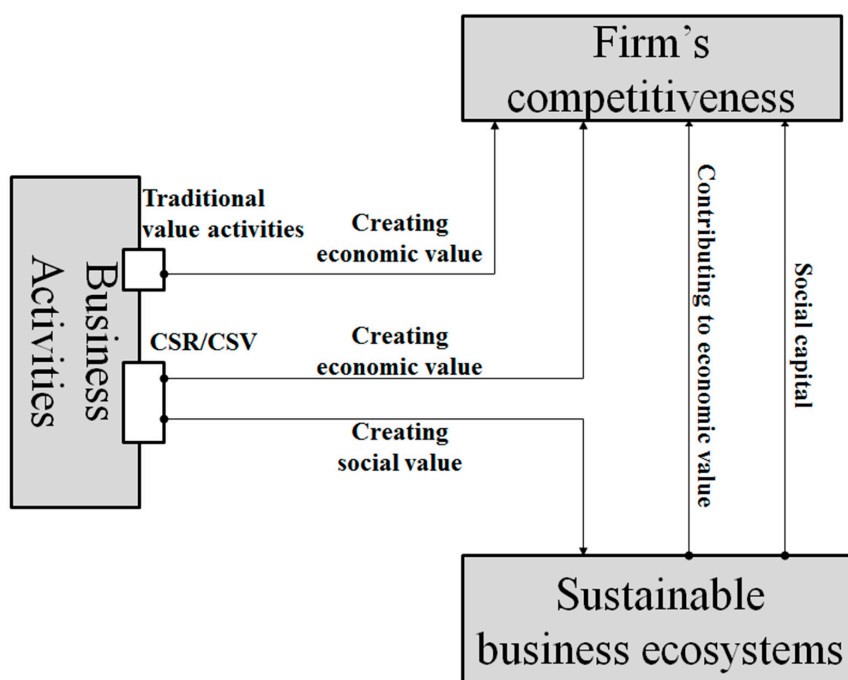 Firm's
competitiveness
Traditional
value activities
Creating
economic value
Business
Activities
CSR/CSV
Creating
economic value
Creating
social value
Contributing to economic value
Social capital
Sustainable
business ecosystems